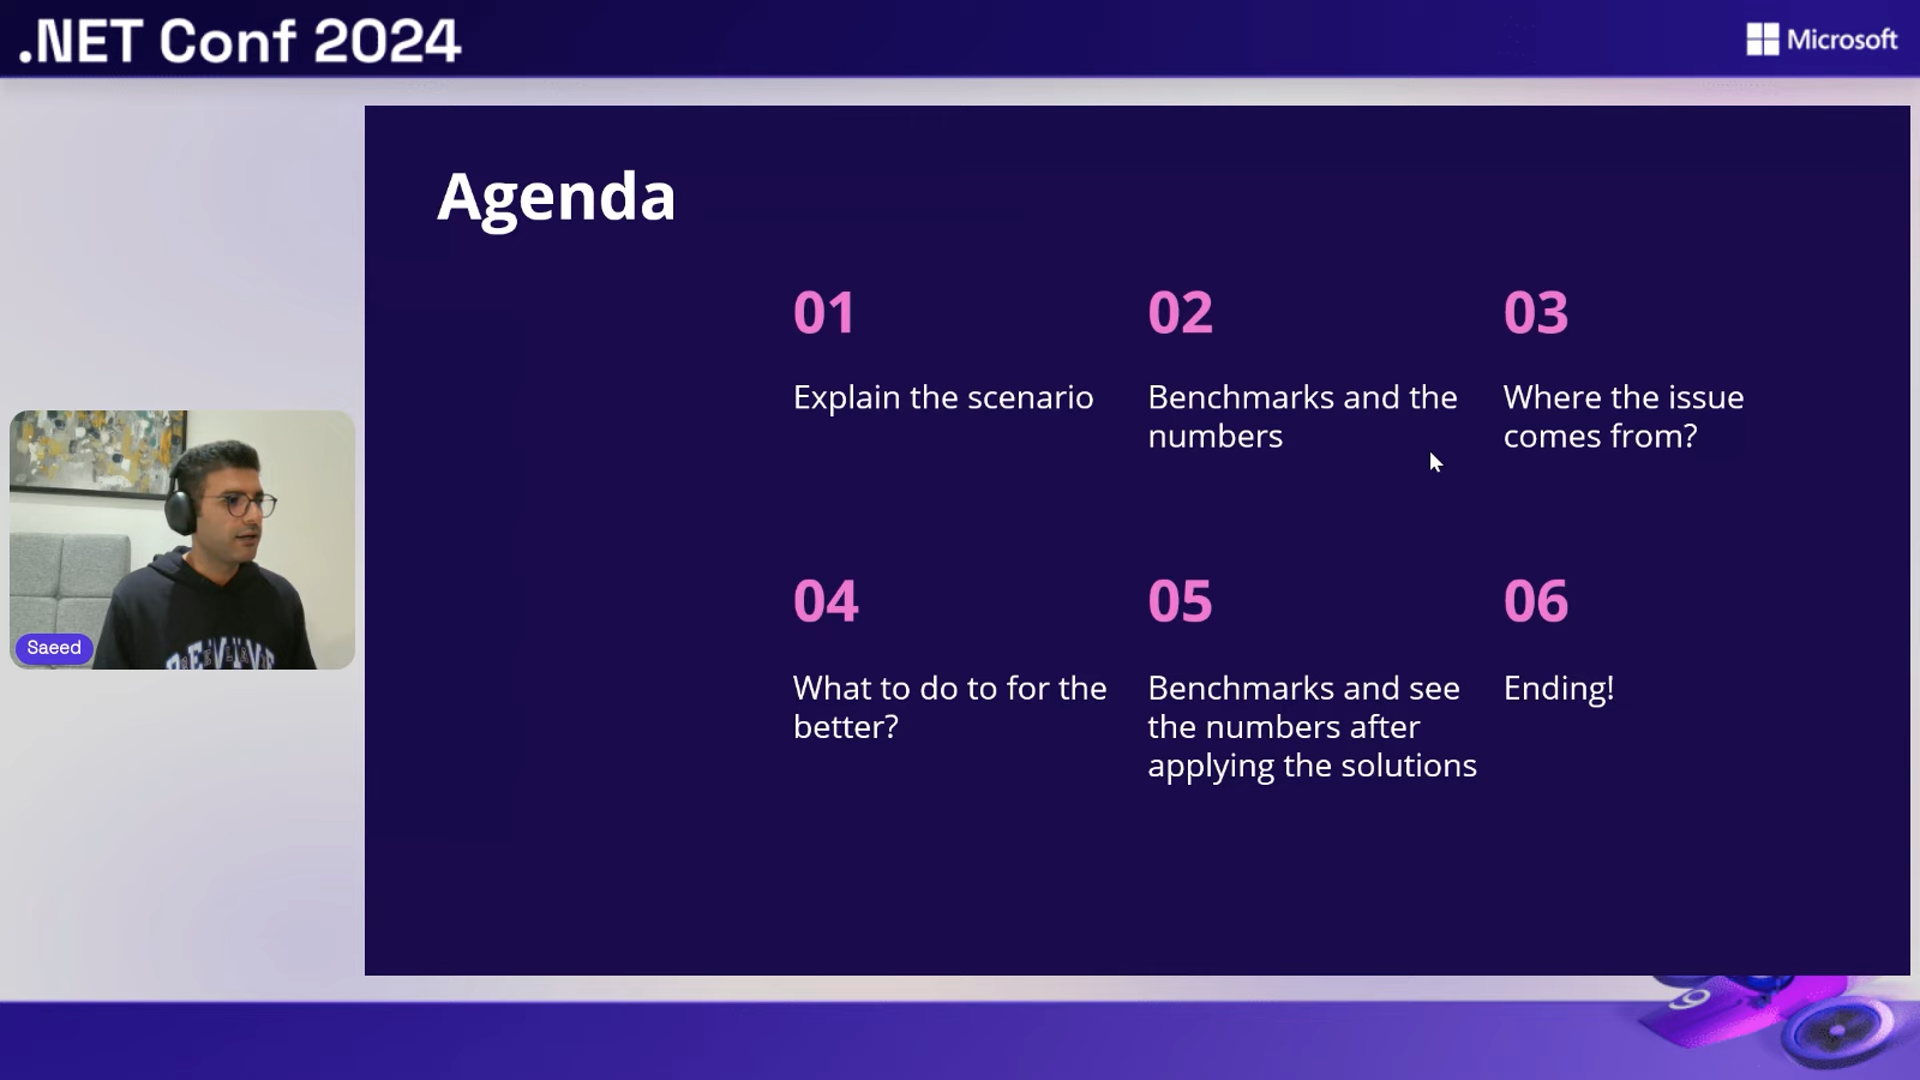 .NET Conf 2024
Microsoft
Agenda
01
Explain the scenario
02
Benchmarks and the
numbers
03
Where the issue
comes from?
04
What to do to for the
better?
05
Benchmarks and see
the numbers after
applying the solutions
06
Ending!
Saeed
9